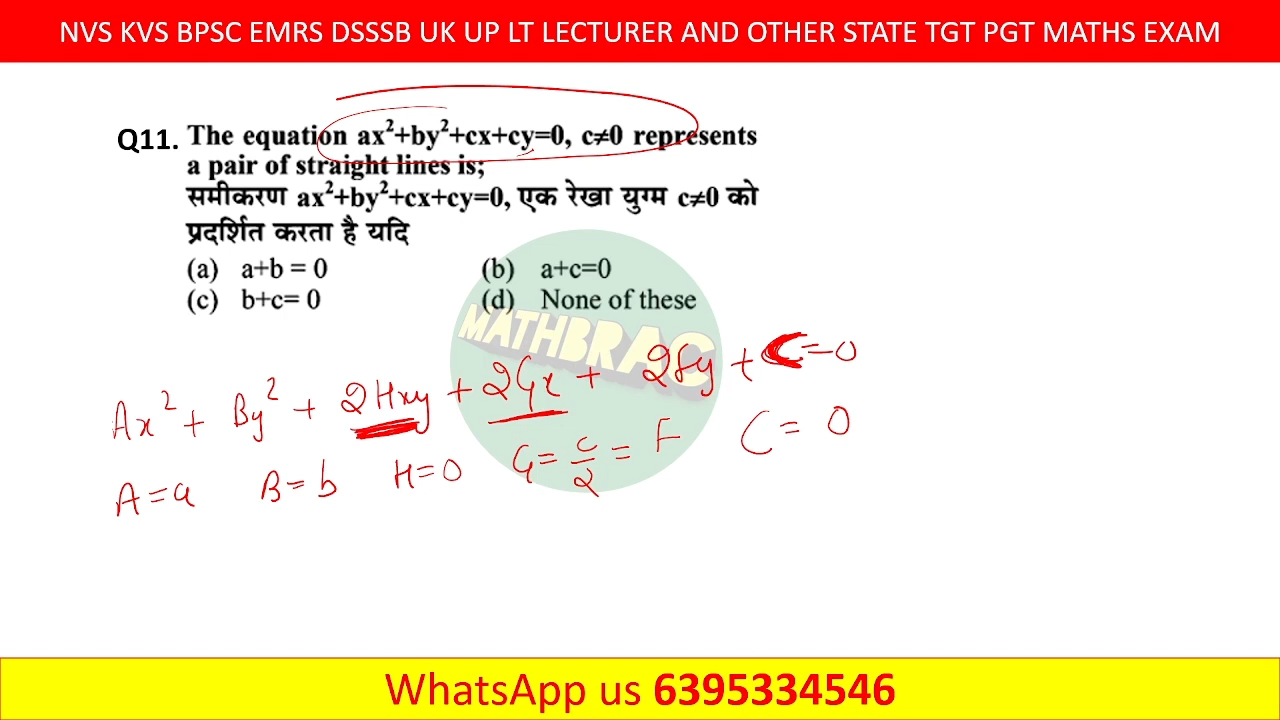 NVS KVS BPSC EMRS DSSSB UK UP LT LECTURER AND OTHER STATE TGT PGT MATHS EXAM
Q11. The equation ax²+by²+cx+cy=0, c≠0 represents
a pair of straight lines is;
समीकरण ax²+by²+cx+cy=0, एक रेखा युग्म c≠0 को
प्रदर्शित करता है यदि
(a) a+b = 0 (b) a+c=0
(c) b+c= 0 (d) None of these
MATHBRAC
Ax² + By² + 2Hxy + 2Gx + 2fy + C=0
A=a B=b H=0 G=c/2= F C= 0
WhatsApp us 6395334546